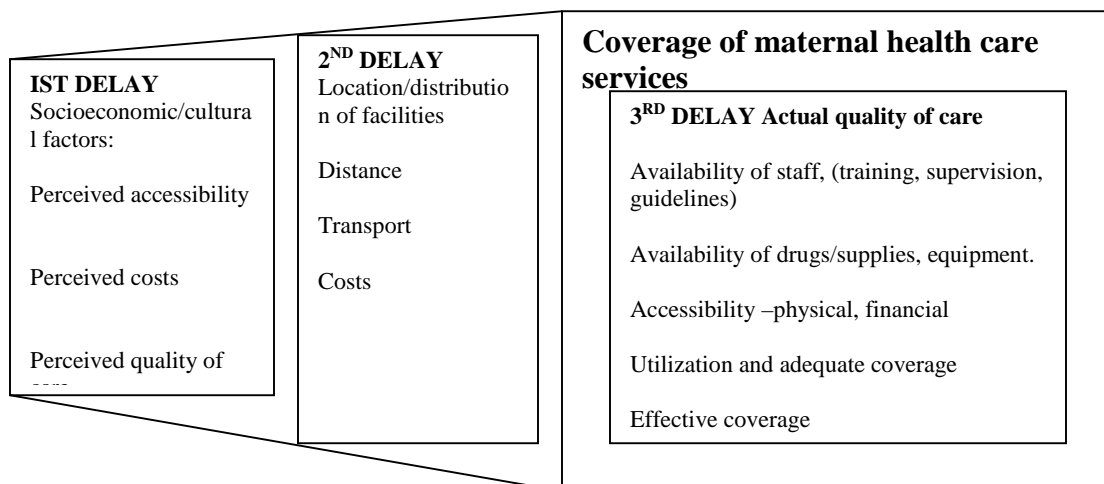 IST DELAY
Socioeconomic/cultura
l factors:
Perceived accessibility
Perceived costs
Perceived quality of
2ND DELAY
Location/distributio
n of facilities
Distance
Transport
Costs
Coverage of maternal health care
services
3RD DELAY Actual quality of care
Availability of staff, (training, supervision,
guidelines)
Availability of drugs/supplies, equipment.
Accessibility –physical, financial
Utilization and adequate coverage
Effective coverage